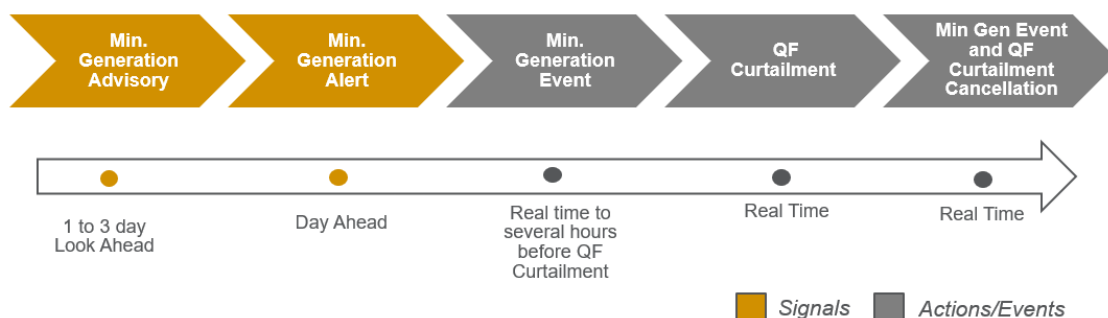 Min.
Generation
Advisory
Min.
Generation
Alert
Min.
Generation
Event
QF
Curtailment
Min Gen Event
and QF
Curtailment
Cancellation
1 to 3 day
Look Ahead
Day Ahead
Real time to
several hours
before QF
Curtailment
Real Time
Real Time
Signals
Actions/Events